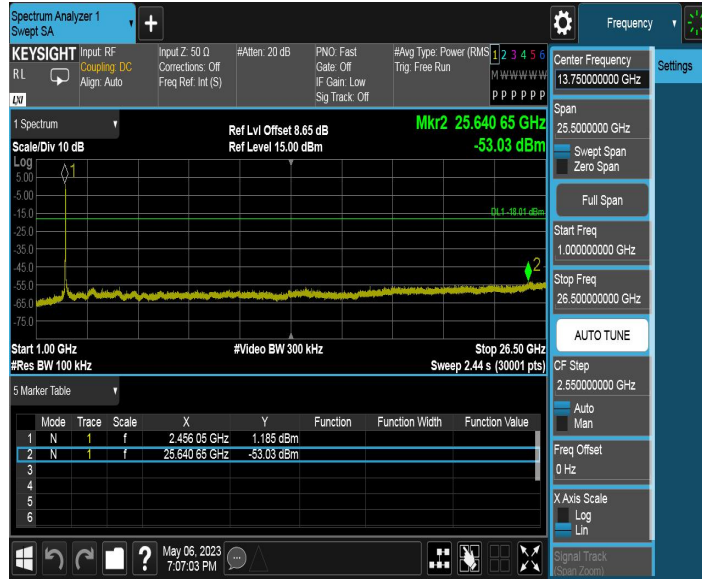 Spectrum Analyzer 1
Swept SA
+
Frequency
KEYSIGHT
RL
LXI
Input: RF
Coupling: DC
Align: Auto
Input Z: 50 Ω
Corrections: Off
Freq Ref: Int (S)
#Atten: 20 dB
PNO: Fast
Gate: Off
IF Gain: Low
Sig Track: Off
#Avg Type: Power (RMS
Trig: Free Run
1 2 3 4 5 6
M W W W W W
P P P P P P
1 Spectrum
Scale/Div 10 dB
Ref Lvl Offset 8.65 dB
Ref Level 15.00 dBm
Mkr2 25.640 65 GHz
-53.03 dBm
Log
5.00
-5.00
-15.0
-25.0
-35.0
-45.0
-55.0
-65.0
-75.0
1
DL1 -18.01 dBm
2
Start 1.00 GHz
#Res BW 100 kHz
#Video BW 300 kHz
Stop 26.50 GHz
Sweep 2.44 s (30001 pts)
5 Marker Table
Mode Trace Scale X Y Function Function Width Function Value
1 N 1 f 2.456 05 GHz 1.185 dBm
2 N 1 f 25.640 65 GHz -53.03 dBm
3
4
5
6
?
May 06, 2023
7:07:03 PM
Center Frequency
13.750000000 GHz
Settings
Span
25.5000000 GHz
Swept Span
Zero Span
Full Span
Start Freq
1.000000000 GHz
Stop Freq
26.500000000 GHz
AUTO TUNE
CF Step
2.550000000 GHz
Auto
Man
Freq Offset
0 Hz
X Axis Scale
Log
Lin
Signal Track
(Span Zoom)